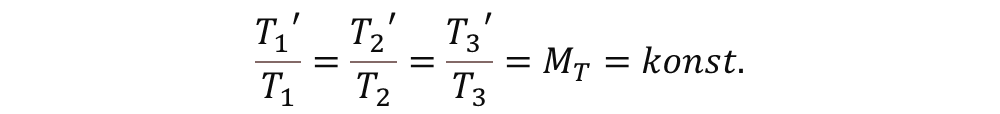 T₁′/T₁ = T₂′/T₂ = T₃′/T₃ = M_T = konst.